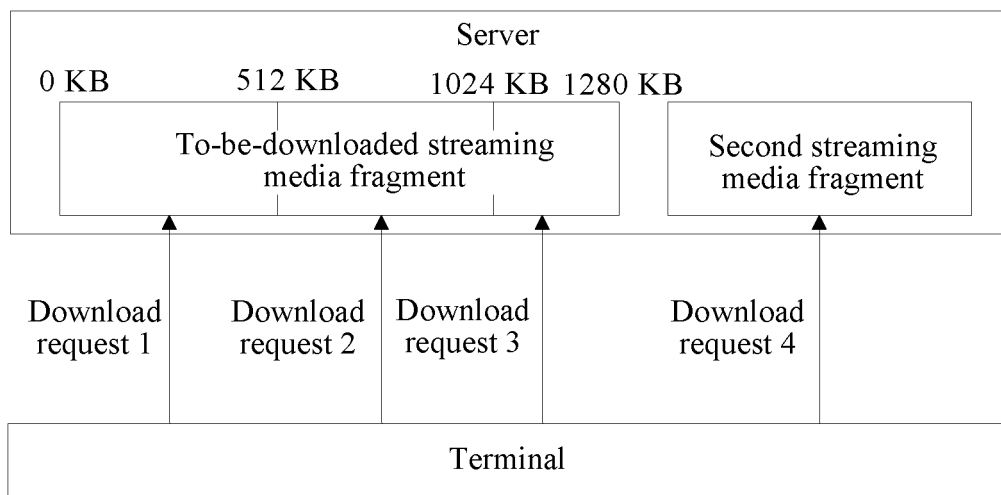 Server
0 KB 512 KB 1024 KB 1280 KB
To-be-downloaded streaming
media fragment
Second streaming
media fragment
Download
request 1
Download
request 2
Download
request 3
Download
request 4
Terminal